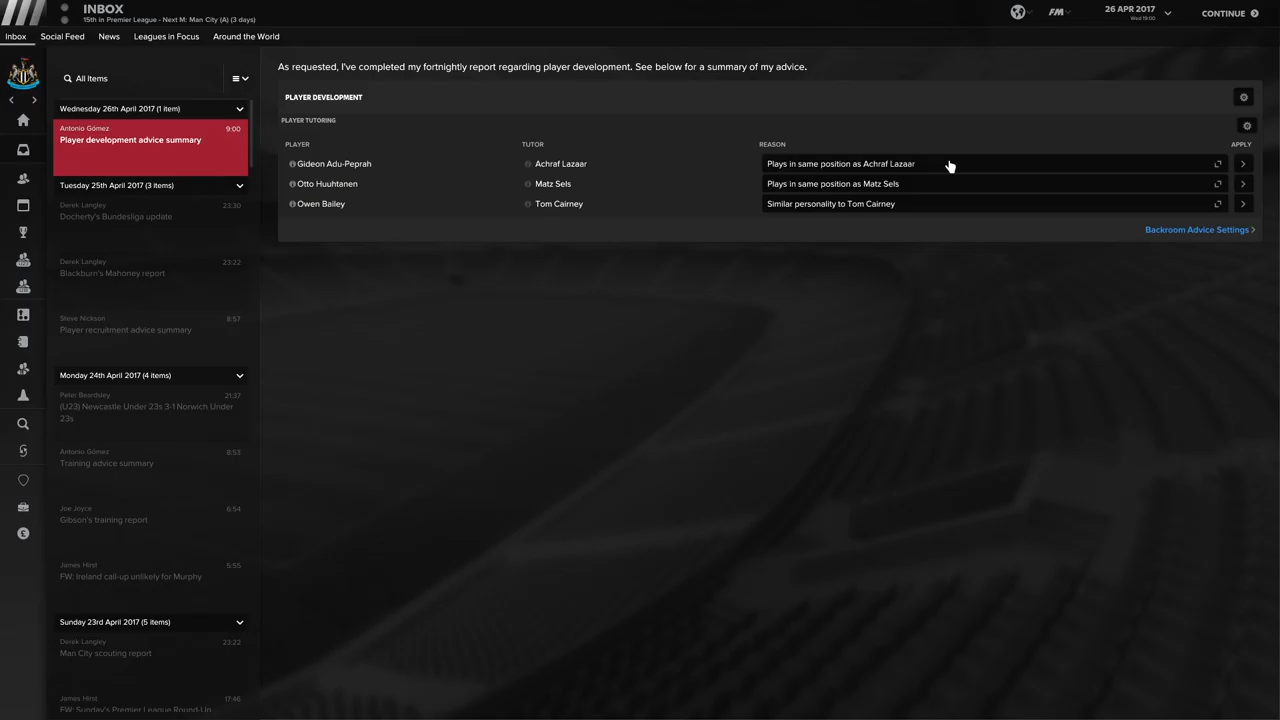 INBOX
15th in Premier League - Next M: Man City (A) (3 days)
FM
26 APR 2017
Wed 19:00
CONTINUE
Inbox
Social Feed
News
Leagues in Focus
Around the World
All Items
Wednesday 26th April 2017 (1 item)
Antonio Gómez 9:00
Player development advice summary
Tuesday 25th April 2017 (3 items)
Derek Langley 23:30
Docherty's Bundesliga update
Derek Langley 23:22
Blackburn's Mahoney report
Steve Nickson 8:57
Player recruitment advice summary
Monday 24th April 2017 (4 items)
Peter Beardsley 21:37
(U23) Newcastle Under 23s 3-1 Norwich Under
23s
Antonio Gómez 8:53
Training advice summary
Joe Joyce 6:54
Gibson's training report
James Hirst 5:55
FW: Ireland call-up unlikely for Murphy
Sunday 23rd April 2017 (5 items)
Derek Langley 23:22
Man City scouting report
James Hirst 17:46
FW: Sunday's Premier League Round-Up
As requested, I've completed my fortnightly report regarding player development. See below for a summary of my advice.
PLAYER DEVELOPMENT
PLAYER TUTORING
PLAYER TUTOR REASON APPLY
Gideon Adu-Peprah Achraf Lazaar Plays in same position as Achraf Lazaar
Otto Huuhtanen Matz Sels Plays in same position as Matz Sels
Owen Bailey Tom Cairney Similar personality to Tom Cairney
Backroom Advice Settings